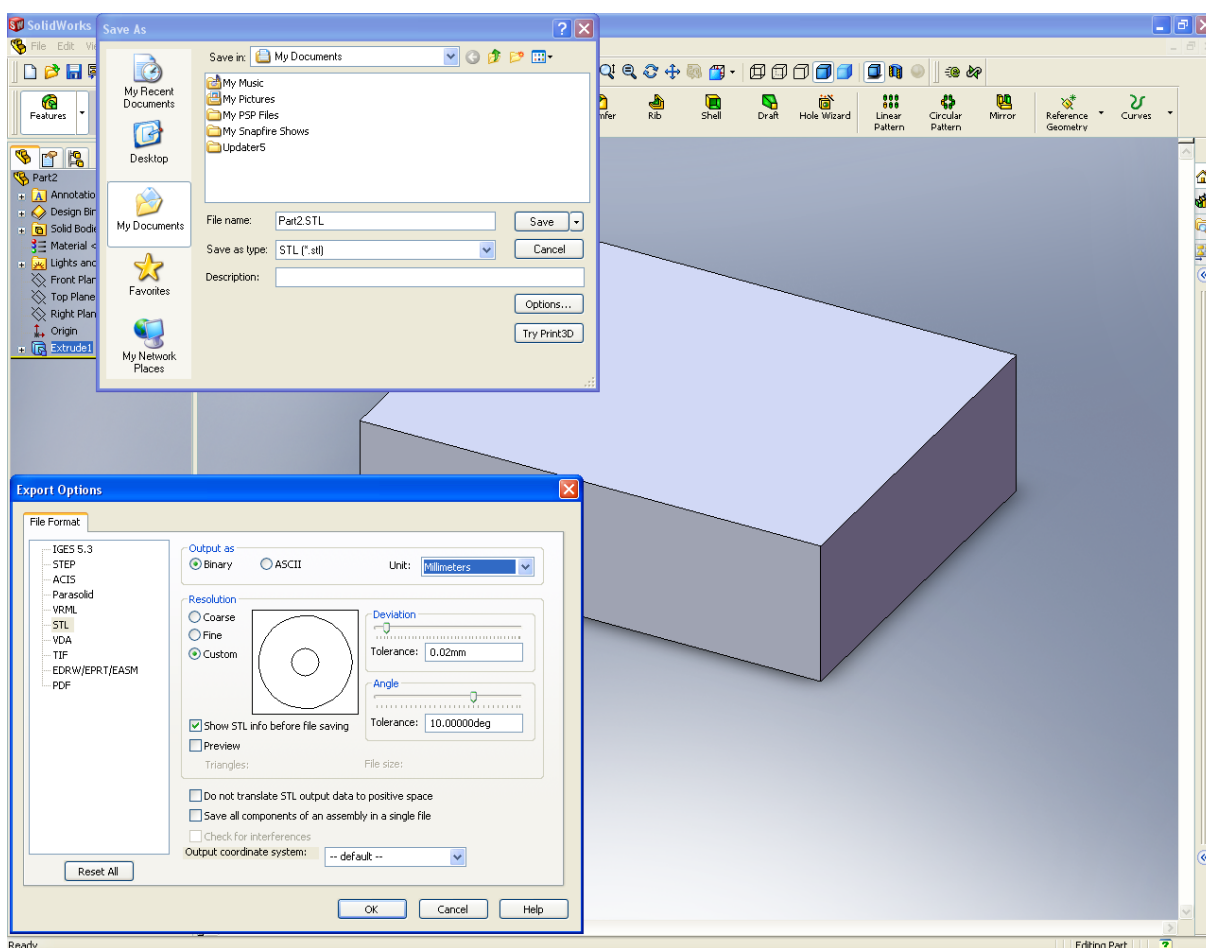 SolidWorks
File Edit
Save As
Save in: My Documents
My Recent
Documents
Desktop
My Documents
Favorites
My Network
Places
My Music
My Pictures
My PSP Files
My Snapfire Shows
Updater5
File name: Part2.STL Save
Save as type: STL (*.stl) Cancel
Description:
Options...
Try Print3D
Features
Rib
Shell
Draft
Hole Wizard
Linear
Pattern
Circular
Pattern
Mirror
Reference
Geometry
Curves
Part2
Annotatio
Design Bin
Solid Bodie
Material <
Lights and
Front Plan
Top Plane
Right Plan
Origin
Extrude1
Export Options
File Format
IGES 5.3
STEP
ACIS
Parasolid
VRML
STL
VDA
TIF
EDRW/EPRT/EASM
PDF
Reset All
Output as
Binary ASCII Unit: Millimeters
Resolution
Coarse
Fine
Custom
Deviation
Tolerance: 0.02mm
Angle
Tolerance: 10.00000deg
Show STL info before file saving
Preview
Triangles: File size:
Do not translate STL output data to positive space
Save all components of an assembly in a single file
Check for interferences
Output coordinate system: -- default --
OK Cancel Help
Ready
Editing Part